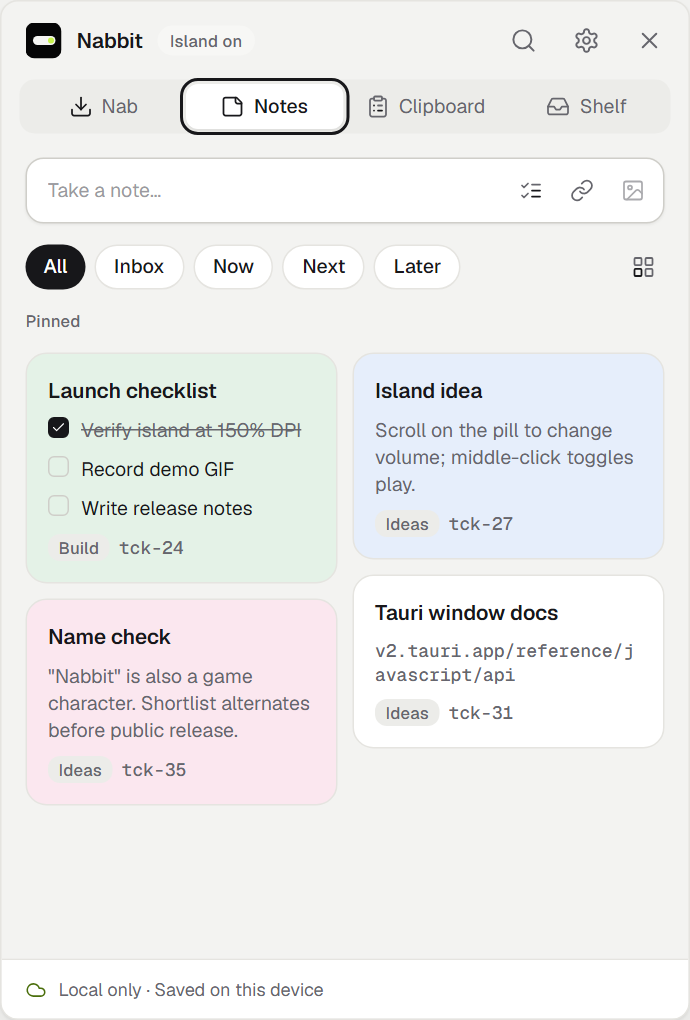 Nabbit
Island on
Nab
Notes
Clipboard
Shelf
Take a note...
All
Inbox
Now
Next
Later
Pinned
Launch checklist
Verify island at 150% DPI
Record demo GIF
Write release notes
Build tck-24
Island idea
Scroll on the pill to change
volume; middle-click toggles
play.
Ideas tck-27
Name check
"Nabbit" is also a game
character. Shortlist alternates
before public release.
Ideas tck-35
Tauri window docs
v2.tauri.app/reference/j
avascript/api
Ideas tck-31
Local only · Saved on this device